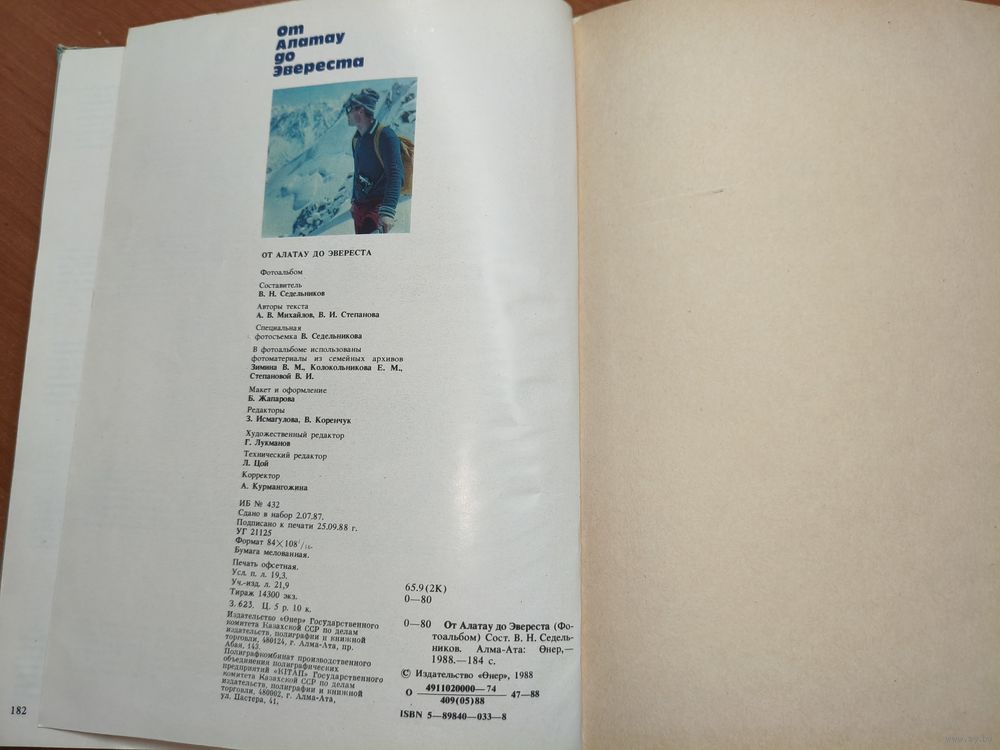 От
Алатау
до
Эвереста
ОТ АЛАТАУ ДО ЭВЕРЕСТА
Фотоальбом
Составитель
В. Н. Седельников
Авторы текста
А. В. Михайлов, В. И. Степанова
Специальная
фотосъемка В. Седельникова
В фотоальбоме использованы
фотоматериалы из семейных архивов
Зимина В. М., Колокольникова Е. М.,
Степановой В. И.
Макет и оформление
Б. Жапарова
Редакторы
З. Исмагулова, В. Коренчук
Художественный редактор
Г. Лукманов
Технический редактор
Л. Цой
Корректор
А. Курмангожина
ИБ № 432
Сдано в набор 2.07.87.
Подписано к печати 25.09.88 г.
УГ 21125
Формат 84×108¹/₁₆.
Бумага мелованная.
Печать офсетная.
Усл. п. л. 19,3.
Уч.-изд. л. 21,9
Тираж 14300 экз.
З. 623. Ц. 5 р. 10 к.
Издательство «Өнер» Государственного
комитета Казахской ССР по делам
издательств, полиграфии и книжной
торговли, 480124, г. Алма-Ата, пр.
Абая, 143.
Полиграфкомбинат производственного
объединения полиграфических
предприятий «КІТАП» Государственного
комитета Казахской ССР по делам
издательств, полиграфии и книжной
торговли, 480002, г. Алма-Ата,
ул. Пастера, 41.
182
65.9(2К)
0—80
0—80 От Алатау до Эвереста (Фо-
тоальбом) Сост. В. Н. Седель-
ников. Алма-Ата: Өнер,—
1988.—184 с.
© Издательство «Өнер», 1988
4911020000—74
О 47—88
409(05)88
ISBN 5—89840—033—8